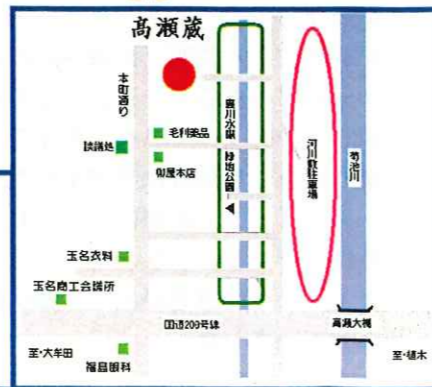 高瀬蔵
本町通り
毛利薬品
談議処
御屋本店
裏川水際
緑地公園
河川敷駐車場
菊池川
玉名衣料
玉名商工会議所
国道208号線
高瀬大橋
至・大牟田
福島眼科
至・植木